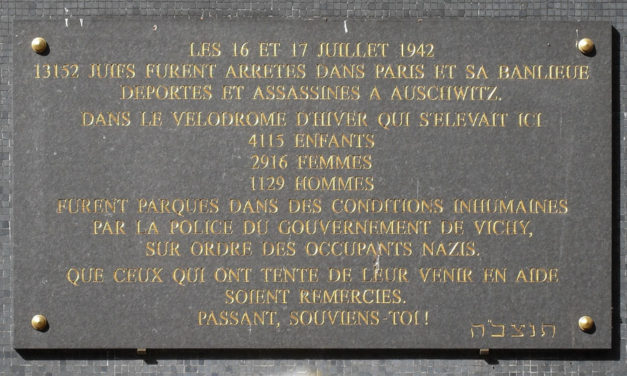 LES 16 ET 17 JUILLET 1942
13152 JUIFS FURENT ARRETES DANS PARIS ET SA BANLIEUE
DEPORTES ET ASSASSINES A AUSCHWITZ.
DANS LE VELODROME D'HIVER QUI S'ELEVAIT ICI
4115 ENFANTS
2916 FEMMES
1129 HOMMES
FURENT PARQUES DANS DES CONDITIONS INHUMAINES
PAR LA POLICE DU GOUVERNEMENT DE VICHY,
SUR ORDRE DES OCCUPANTS NAZIS.
QUE CEUX QUI ONT TENTE DE LEUR VENIR EN AIDE
SOIENT REMERCIES.
PASSANT, SOUVIENS-TOI !
תנצב״ה